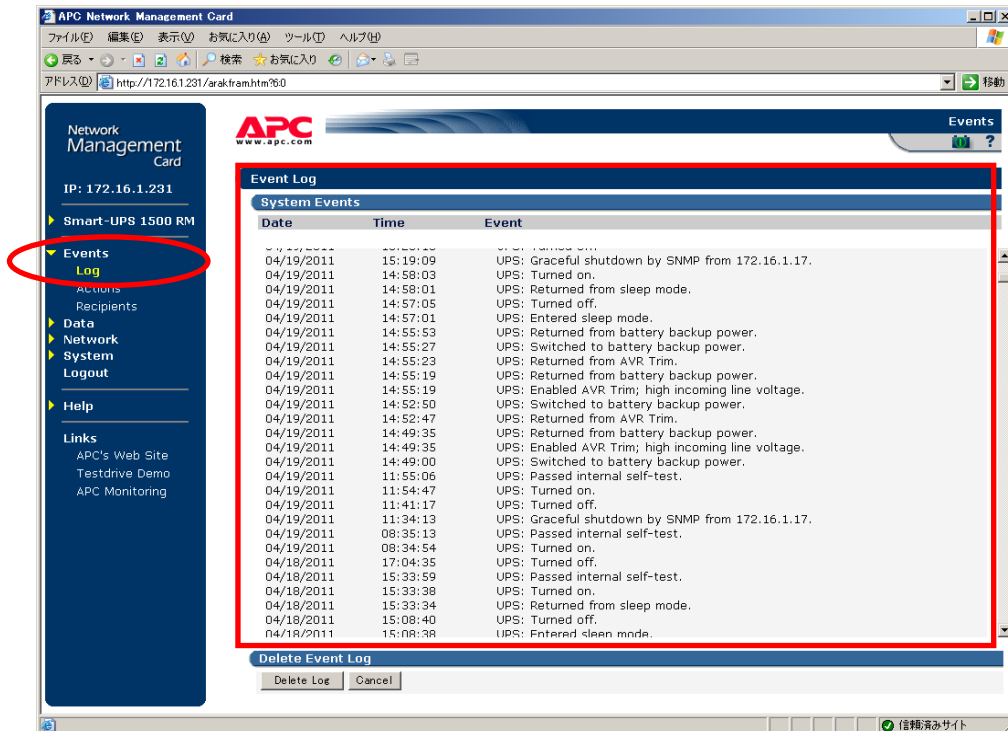 APC Network Management Card
ファイル(F) 編集(E) 表示(V) お気に入り(A) ツール(T) ヘルプ(H)
戻る 検索 お気に入り
アドレス(D) http://172.16.1.231/arakfram.htm?6,0 移動
Network
Management
Card
IP: 172.16.1.231
Smart-UPS 1500 RM
Events
Log
Actions
Recipients
Data
Network
System
Logout
Help
Links
APC's Web Site
Testdrive Demo
APC Monitoring
APC
www.apc.com
Events
?
Event Log
System Events
Date Time Event
04/19/2011 15:19:09 UPS: Graceful shutdown by SNMP from 172.16.1.17.
04/19/2011 14:58:03 UPS: Turned on.
04/19/2011 14:58:01 UPS: Returned from sleep mode.
04/19/2011 14:57:05 UPS: Turned off.
04/19/2011 14:57:01 UPS: Entered sleep mode.
04/19/2011 14:55:53 UPS: Returned from battery backup power.
04/19/2011 14:55:27 UPS: Switched to battery backup power.
04/19/2011 14:55:23 UPS: Returned from AVR Trim.
04/19/2011 14:55:19 UPS: Returned from battery backup power.
04/19/2011 14:55:19 UPS: Enabled AVR Trim; high incoming line voltage.
04/19/2011 14:52:50 UPS: Switched to battery backup power.
04/19/2011 14:52:47 UPS: Returned from AVR Trim.
04/19/2011 14:49:35 UPS: Returned from battery backup power.
04/19/2011 14:49:35 UPS: Enabled AVR Trim; high incoming line voltage.
04/19/2011 14:49:00 UPS: Switched to battery backup power.
04/19/2011 11:55:06 UPS: Passed internal self-test.
04/19/2011 11:54:47 UPS: Turned on.
04/19/2011 11:41:17 UPS: Turned off.
04/19/2011 11:34:13 UPS: Graceful shutdown by SNMP from 172.16.1.17.
04/19/2011 08:35:13 UPS: Passed internal self-test.
04/19/2011 08:34:54 UPS: Turned on.
04/18/2011 17:04:35 UPS: Turned off.
04/18/2011 15:33:59 UPS: Passed internal self-test.
04/18/2011 15:33:38 UPS: Turned on.
04/18/2011 15:33:34 UPS: Returned from sleep mode.
04/18/2011 15:08:40 UPS: Turned off.
04/18/2011 15:08:38 UPS: Entered sleep mode.
Delete Event Log
Delete Log Cancel
信頼済みサイト